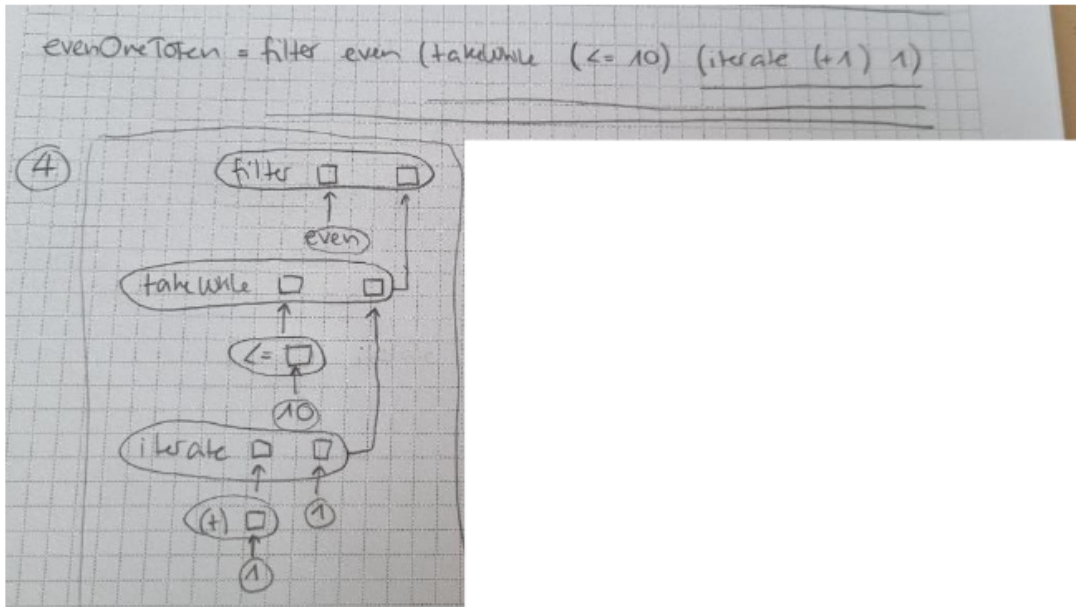 evenOneToTen = filter even (takeWhile (<= 10) (iterate (+1) 1)
4
filter
even
takeWhile
<=
10
iterate
(+) 1
1